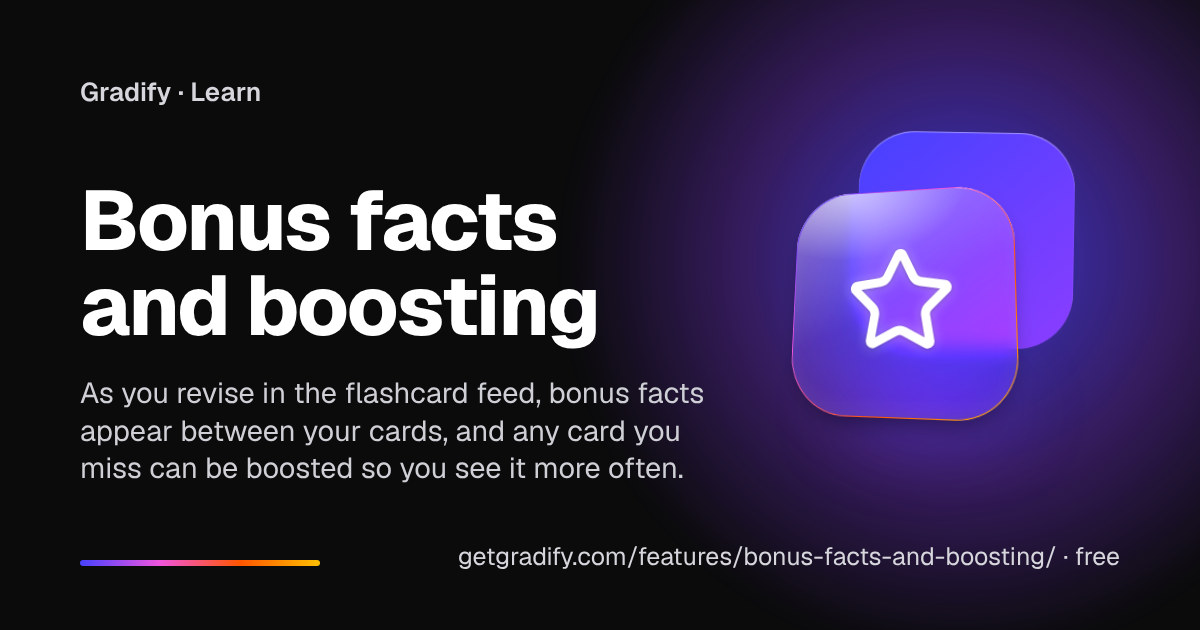 Gradify · Learn
Bonus facts
and boosting
As you revise in the flashcard feed, bonus facts
appear between your cards, and any card you
miss can be boosted so you see it more often.
getgradify.com/features/bonus-facts-and-boosting/ · free